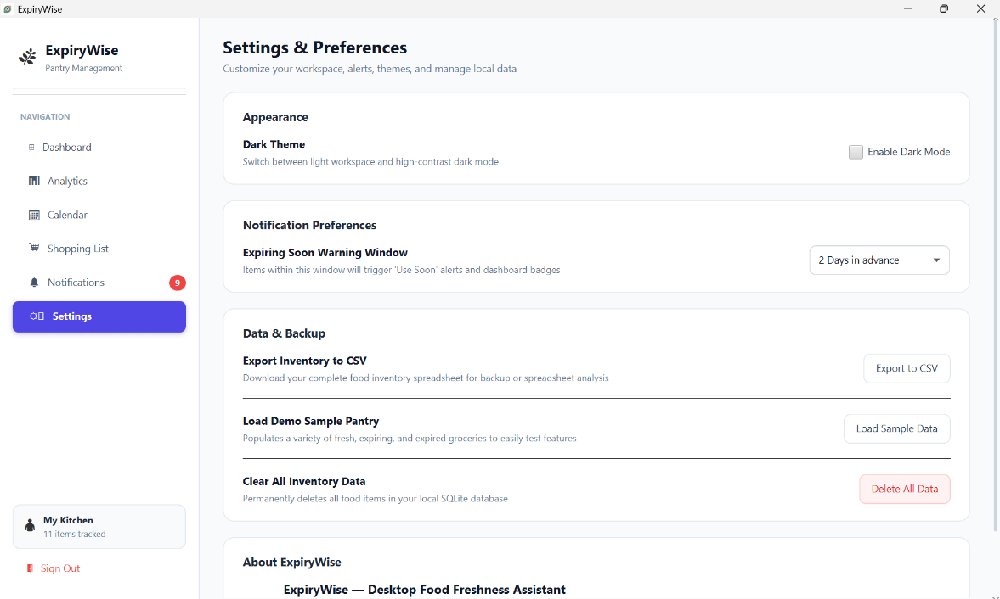 ExpiryWise
ExpiryWise
Pantry Management
NAVIGATION
Dashboard
Analytics
Calendar
Shopping List
Notifications
9
Settings
My Kitchen
11 items tracked
Sign Out
Settings & Preferences
Customize your workspace, alerts, themes, and manage local data
Appearance
Dark Theme
Switch between light workspace and high-contrast dark mode
Enable Dark Mode
Notification Preferences
Expiring Soon Warning Window
Items within this window will trigger 'Use Soon' alerts and dashboard badges
2 Days in advance
Data & Backup
Export Inventory to CSV
Download your complete food inventory spreadsheet for backup or spreadsheet analysis
Export to CSV
Load Demo Sample Pantry
Populates a variety of fresh, expiring, and expired groceries to easily test features
Load Sample Data
Clear All Inventory Data
Permanently deletes all food items in your local SQLite database
Delete All Data
About ExpiryWise
ExpiryWise — Desktop Food Freshness Assistant